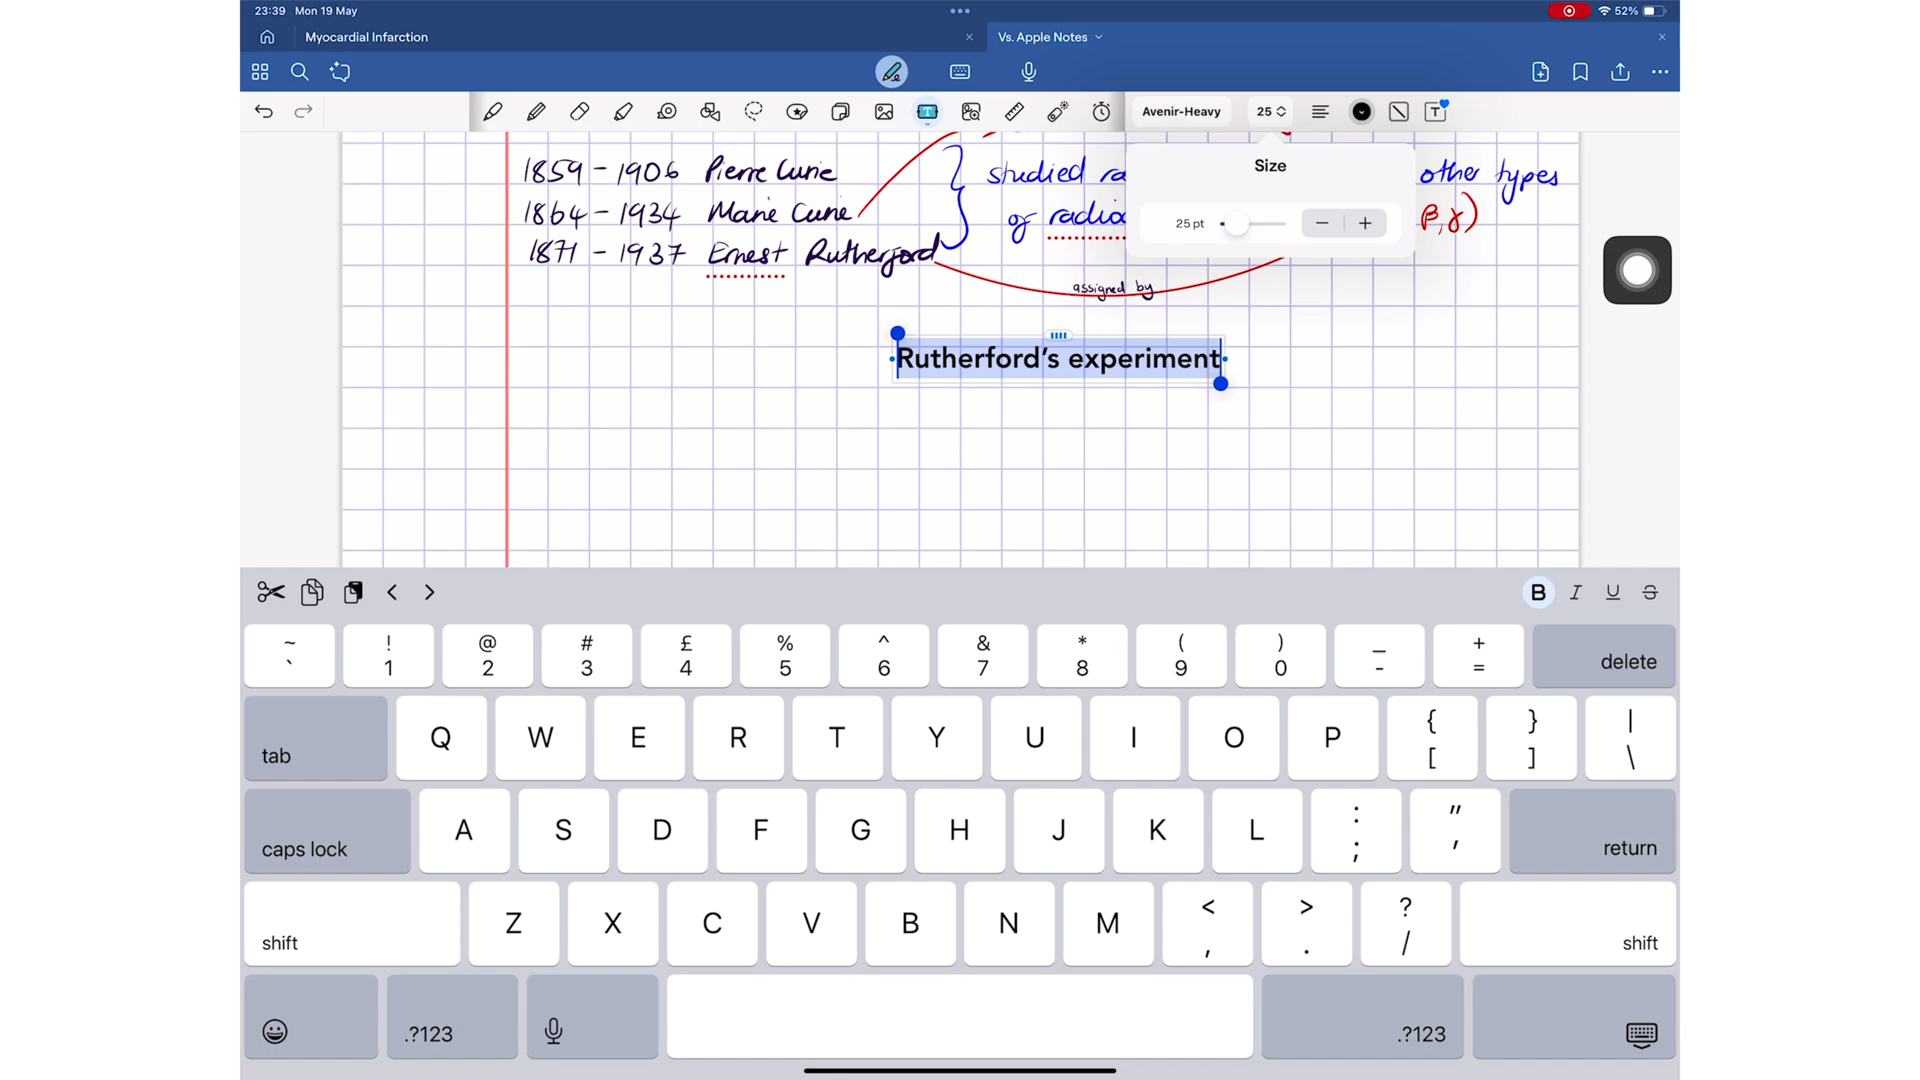 23:39 Mon 19 May
52%
Myocardial Infarction
Vs. Apple Notes
Avenir-Heavy 25
Size
25 pt
1859 - 1906 Pierre Curie
1864 - 1934 Marie Curie
1871 - 1937 Ernest Rutherford
studied ra other types
of radioa β,γ)
assigned by
Rutherford's experiment
B I U S
~ ! @ # £ % ^ & * ( ) _ +
` 1 2 3 4 5 6 7 8 9 0 - = delete
tab Q W E R T Y U I O P { [ } ] | \
caps lock A S D F G H J K L : ; " ' return
shift Z X C V B N M < , > . ? / shift
.?123 .?123